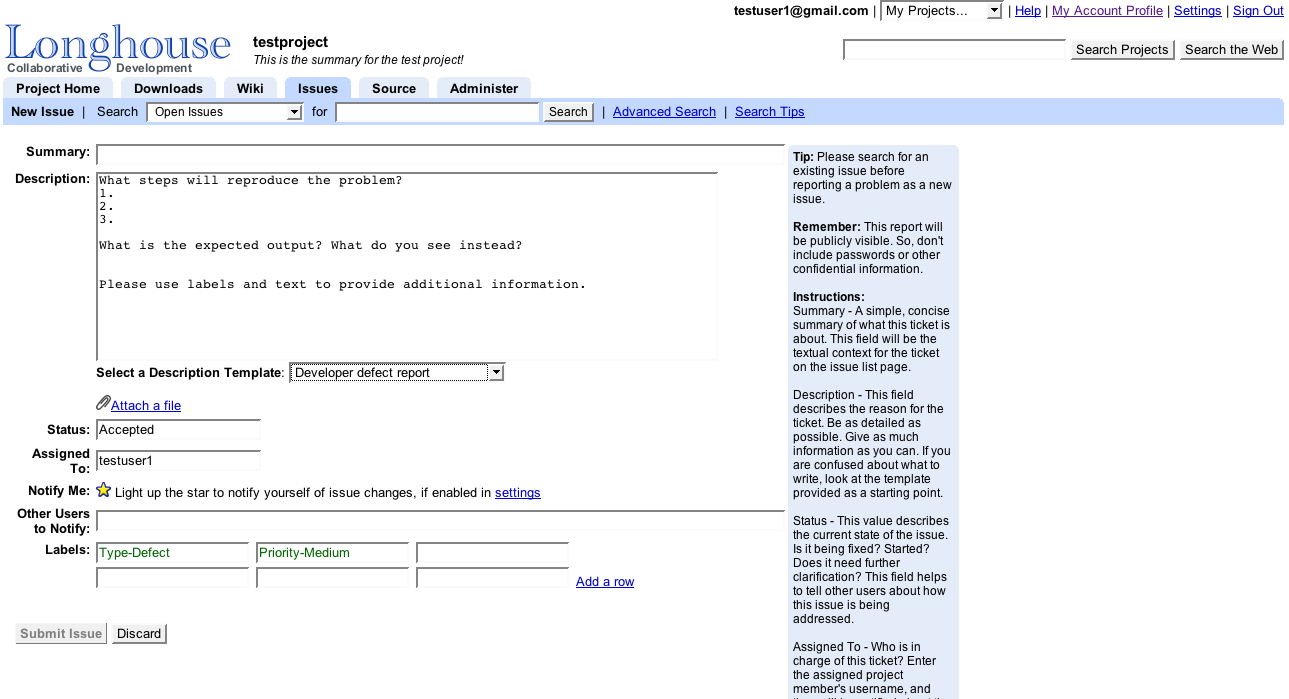 testuser1@gmail.com | My Projects... | Help | My Account Profile | Settings | Sign Out
Longhouse
Collaborative Development
testproject
This is the summary for the test project!
Search Projects Search the Web
Project Home Downloads Wiki Issues Source Administer
New Issue | Search Open Issues for Search | Advanced Search | Search Tips
Summary:
Description:
What steps will reproduce the problem?
1.
2.
3.
What is the expected output? What do you see instead?
Please use labels and text to provide additional information.
Select a Description Template: Developer defect report
Attach a file
Status: Accepted
Assigned
To: testuser1
Notify Me: Light up the star to notify yourself of issue changes, if enabled in settings
Other Users
to Notify:
Labels: Type-Defect Priority-Medium
Add a row
Submit Issue Discard
Tip: Please search for an
existing issue before
reporting a problem as a new
issue.
Remember: This report will
be publicly visible. So, don't
include passwords or other
confidential information.
Instructions:
Summary - A simple, concise
summary of what this ticket is
about. This field will be the
textual context for the ticket
on the issue list page.
Description - This field
describes the reason for the
ticket. Be as detailed as
possible. Give as much
information as you can. If you
are confused about what to
write, look at the template
provided as a starting point.
Status - This value describes
the current state of the issue.
Is it being fixed? Started?
Does it need further
clarification? This field helps
to tell other users about how
this issue is being
addressed.
Assigned To - Who is in
charge of this ticket? Enter
the assigned project
member's username, and